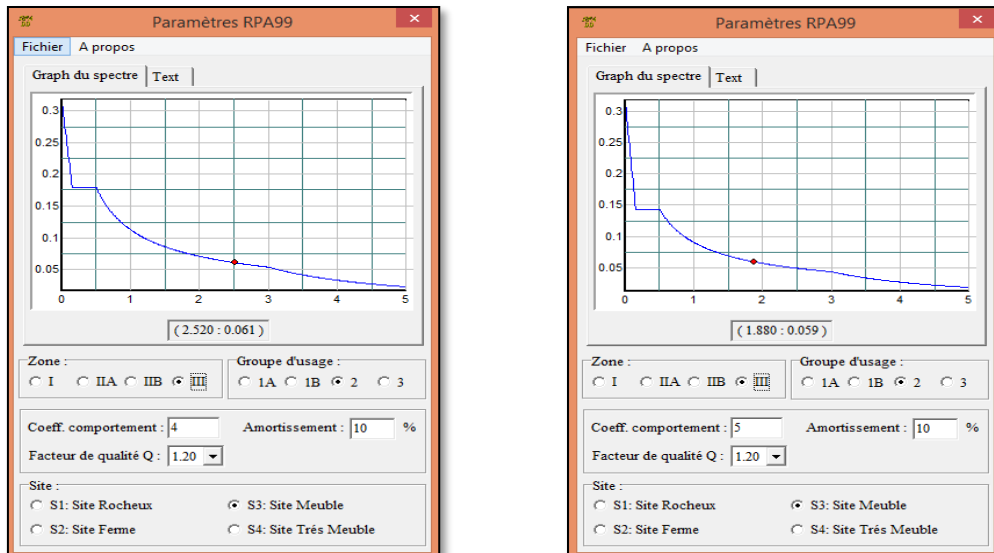 Paramètres RPA99
Fichier A propos
Graph du spectre Text
0.3
0.25
0.2
0.15
0.1
0.05
0 1 2 3 4 5
( 2.520 : 0.061 )
Zone :
I IIA IIB III
Groupe d'usage :
1A 1B 2 3
Coeff. comportement : 4 Amortissement : 10 %
Facteur de qualité Q : 1.20
Site :
S1: Site Rocheux S3: Site Meuble
S2: Site Ferme S4: Site Trés Meuble
Paramètres RPA99
Fichier A propos
Graph du spectre Text
0.3
0.25
0.2
0.15
0.1
0.05
0 1 2 3 4 5
( 1.880 : 0.059 )
Zone :
I IIA IIB III
Groupe d'usage :
1A 1B 2 3
Coeff. comportement : 5 Amortissement : 10 %
Facteur de qualité Q : 1.20
Site :
S1: Site Rocheux S3: Site Meuble
S2: Site Ferme S4: Site Trés Meuble